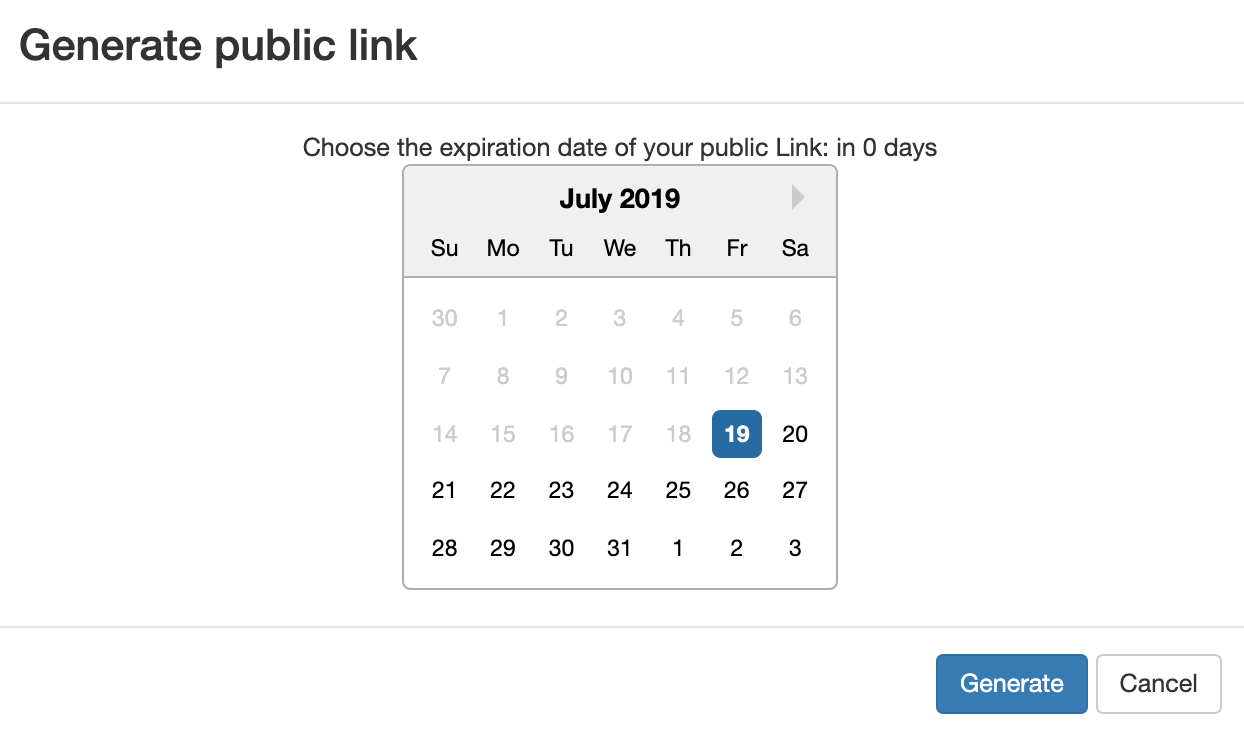 Generate public link
Choose the expiration date of your public Link: in 0 days
July 2019
Su Mo Tu We Th Fr Sa
30 1 2 3 4 5 6
7 8 9 10 11 12 13
14 15 16 17 18 19 20
21 22 23 24 25 26 27
28 29 30 31 1 2 3
Generate Cancel